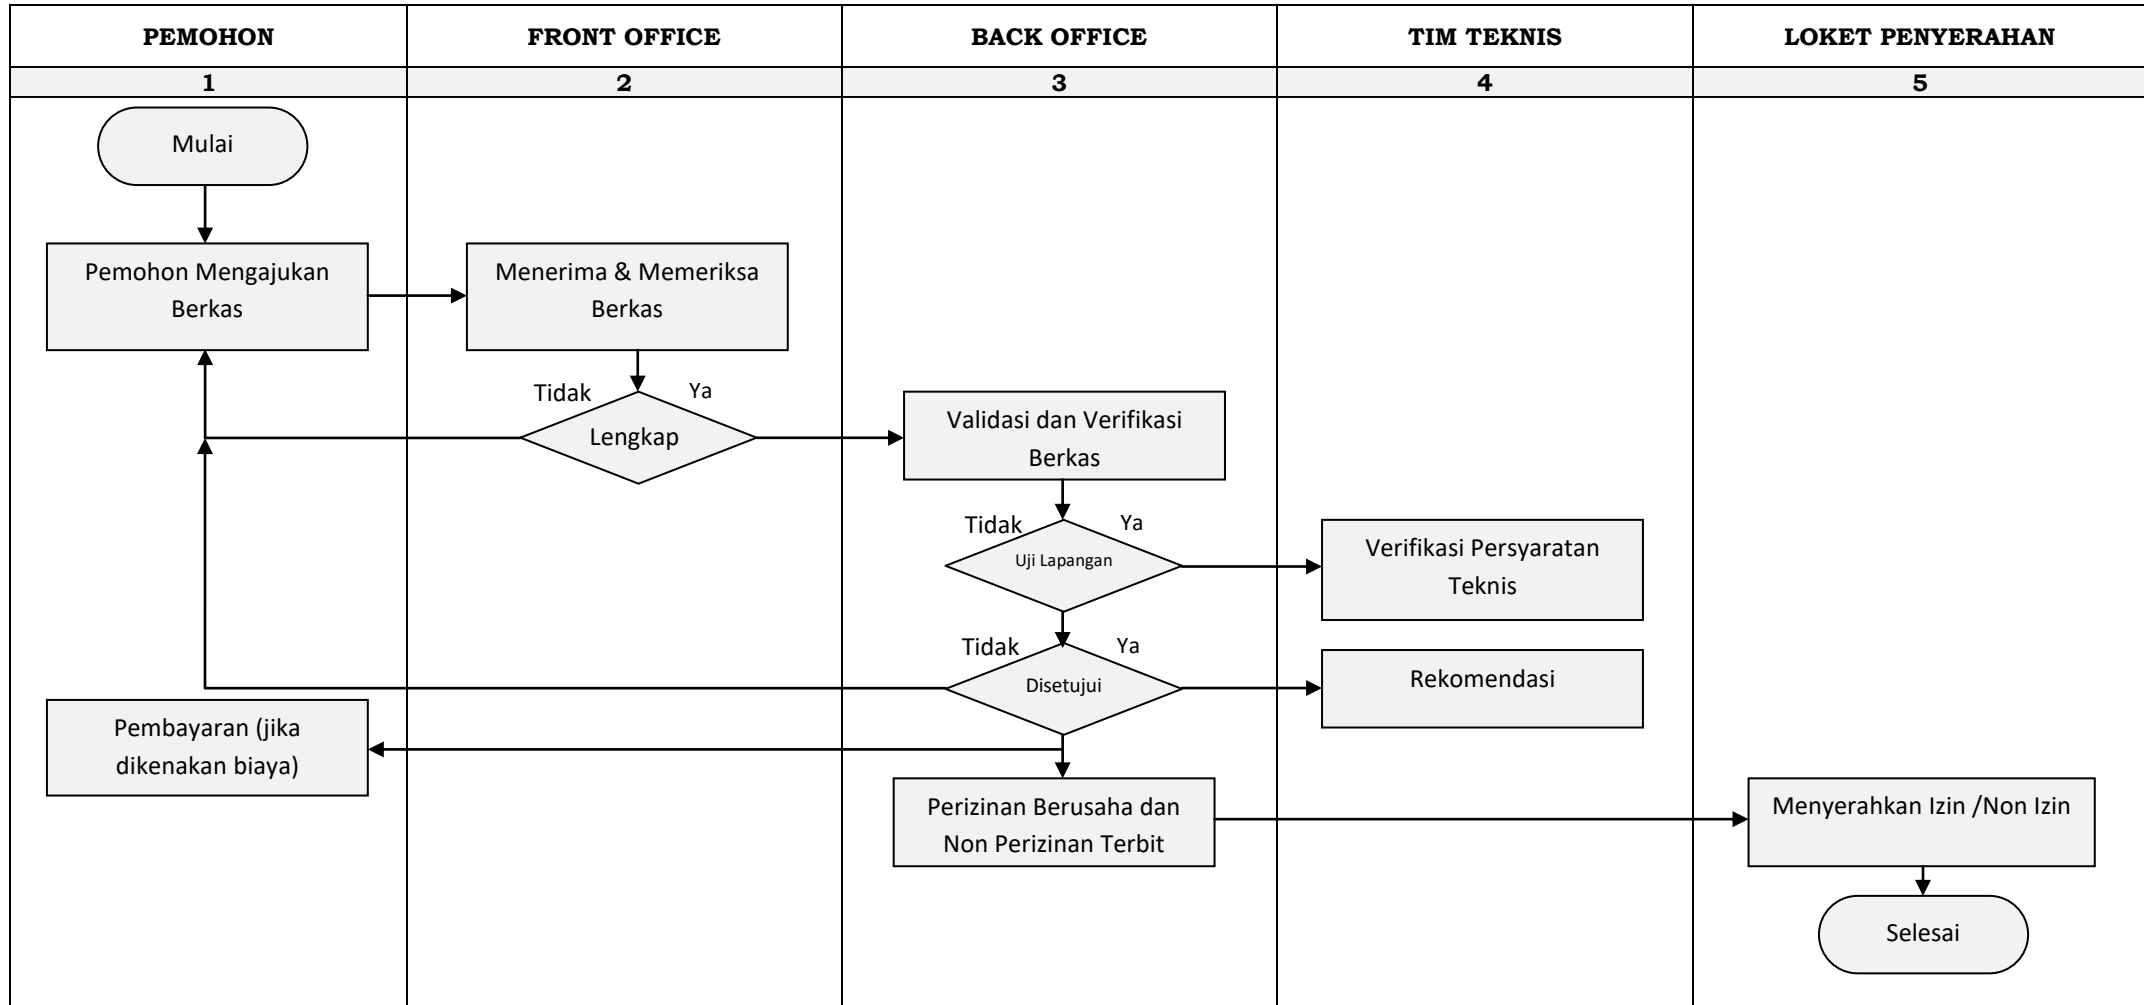 PEMOHON
FRONT OFFICE
BACK OFFICE
TIM TEKNIS
LOKET PENYERAHAN
1
2
3
4
5
Mulai
Pemohon Mengajukan
Berkas
Menerima & Memeriksa
Berkas
Tidak
Ya
Lengkap
Validasi dan Verifikasi
Berkas
Tidak
Ya
Uji Lapangan
Verifikasi Persyaratan
Teknis
Tidak
Ya
Disetujui
Rekomendasi
Pembayaran (jika
dikenakan biaya)
Perizinan Berusaha dan
Non Perizinan Terbit
Menyerahkan Izin /Non Izin
Selesai